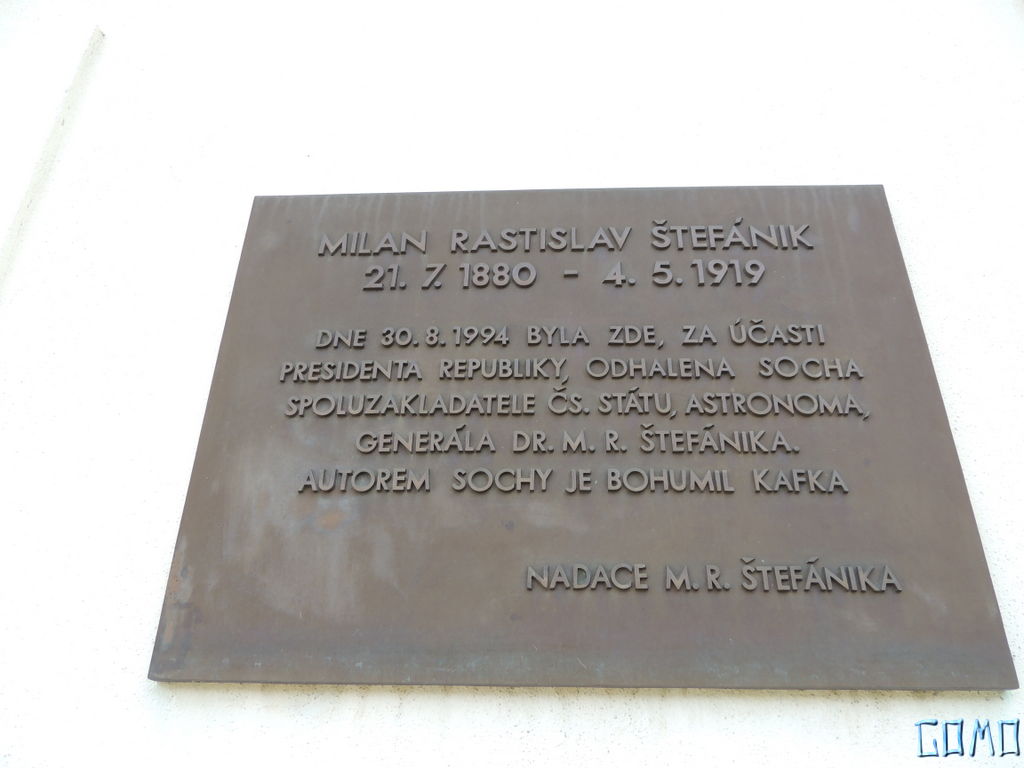 MILAN RASTISLAV ŠTEFÁNIK
21. 7. 1880 - 4. 5. 1919
DNE 30. 8. 1994 BYLA ZDE, ZA ÚČASTI
PRESIDENTA REPUBLIKY, ODHALENA SOCHA
SPOLUZAKLADATELE ČS. STÁTU, ASTRONOMA,
GENERÁLA DR. M. R. ŠTEFÁNIKA.
AUTOREM SOCHY JE BOHUMIL KAFKA
NADACE M. R. ŠTEFÁNIKA
GOMO